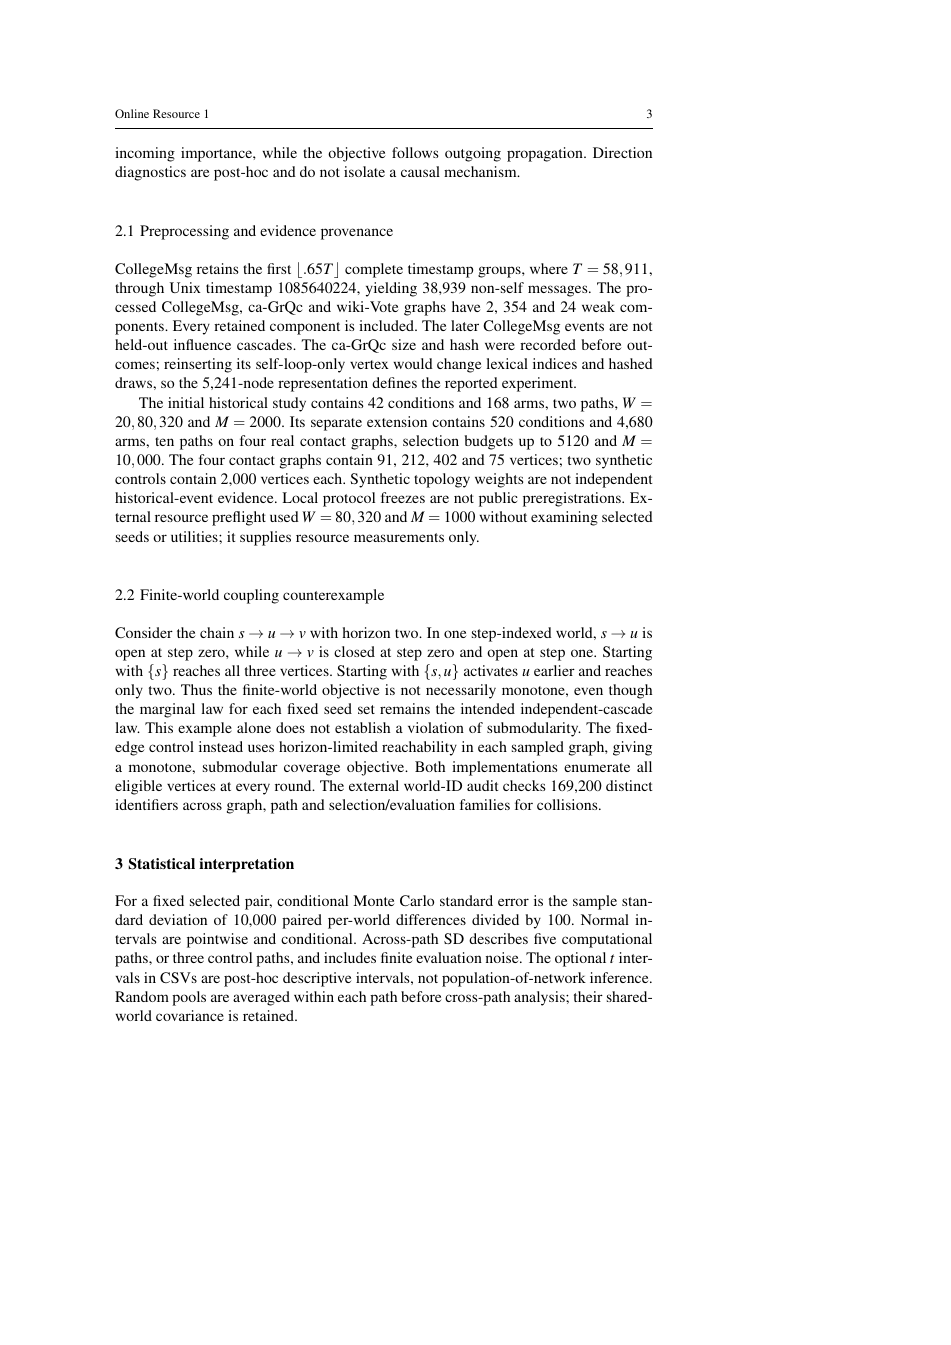 Online Resource 1 3
incoming importance, while the objective follows outgoing propagation. Direction
diagnostics are post-hoc and do not isolate a causal mechanism.
2.1 Preprocessing and evidence provenance
CollegeMsg retains the first ⌊.65T⌋ complete timestamp groups, where T = 58,911,
through Unix timestamp 1085640224, yielding 38,939 non-self messages. The pro-
cessed CollegeMsg, ca-GrQc and wiki-Vote graphs have 2, 354 and 24 weak com-
ponents. Every retained component is included. The later CollegeMsg events are not
held-out influence cascades. The ca-GrQc size and hash were recorded before out-
comes; reinserting its self-loop-only vertex would change lexical indices and hashed
draws, so the 5,241-node representation defines the reported experiment.
The initial historical study contains 42 conditions and 168 arms, two paths, W =
20,80,320 and M = 2000. Its separate extension contains 520 conditions and 4,680
arms, ten paths on four real contact graphs, selection budgets up to 5120 and M =
10,000. The four contact graphs contain 91, 212, 402 and 75 vertices; two synthetic
controls contain 2,000 vertices each. Synthetic topology weights are not independent
historical-event evidence. Local protocol freezes are not public preregistrations. Ex-
ternal resource preflight used W = 80,320 and M = 1000 without examining selected
seeds or utilities; it supplies resource measurements only.
2.2 Finite-world coupling counterexample
Consider the chain s → u → v with horizon two. In one step-indexed world, s → u is
open at step zero, while u → v is closed at step zero and open at step one. Starting
with {s} reaches all three vertices. Starting with {s,u} activates u earlier and reaches
only two. Thus the finite-world objective is not necessarily monotone, even though
the marginal law for each fixed seed set remains the intended independent-cascade
law. This example alone does not establish a violation of submodularity. The fixed-
edge control instead uses horizon-limited reachability in each sampled graph, giving
a monotone, submodular coverage objective. Both implementations enumerate all
eligible vertices at every round. The external world-ID audit checks 169,200 distinct
identifiers across graph, path and selection/evaluation families for collisions.
3 Statistical interpretation
For a fixed selected pair, conditional Monte Carlo standard error is the sample stan-
dard deviation of 10,000 paired per-world differences divided by 100. Normal in-
tervals are pointwise and conditional. Across-path SD describes five computational
paths, or three control paths, and includes finite evaluation noise. The optional t inter-
vals in CSVs are post-hoc descriptive intervals, not population-of-network inference.
Random pools are averaged within each path before cross-path analysis; their shared-
world covariance is retained.